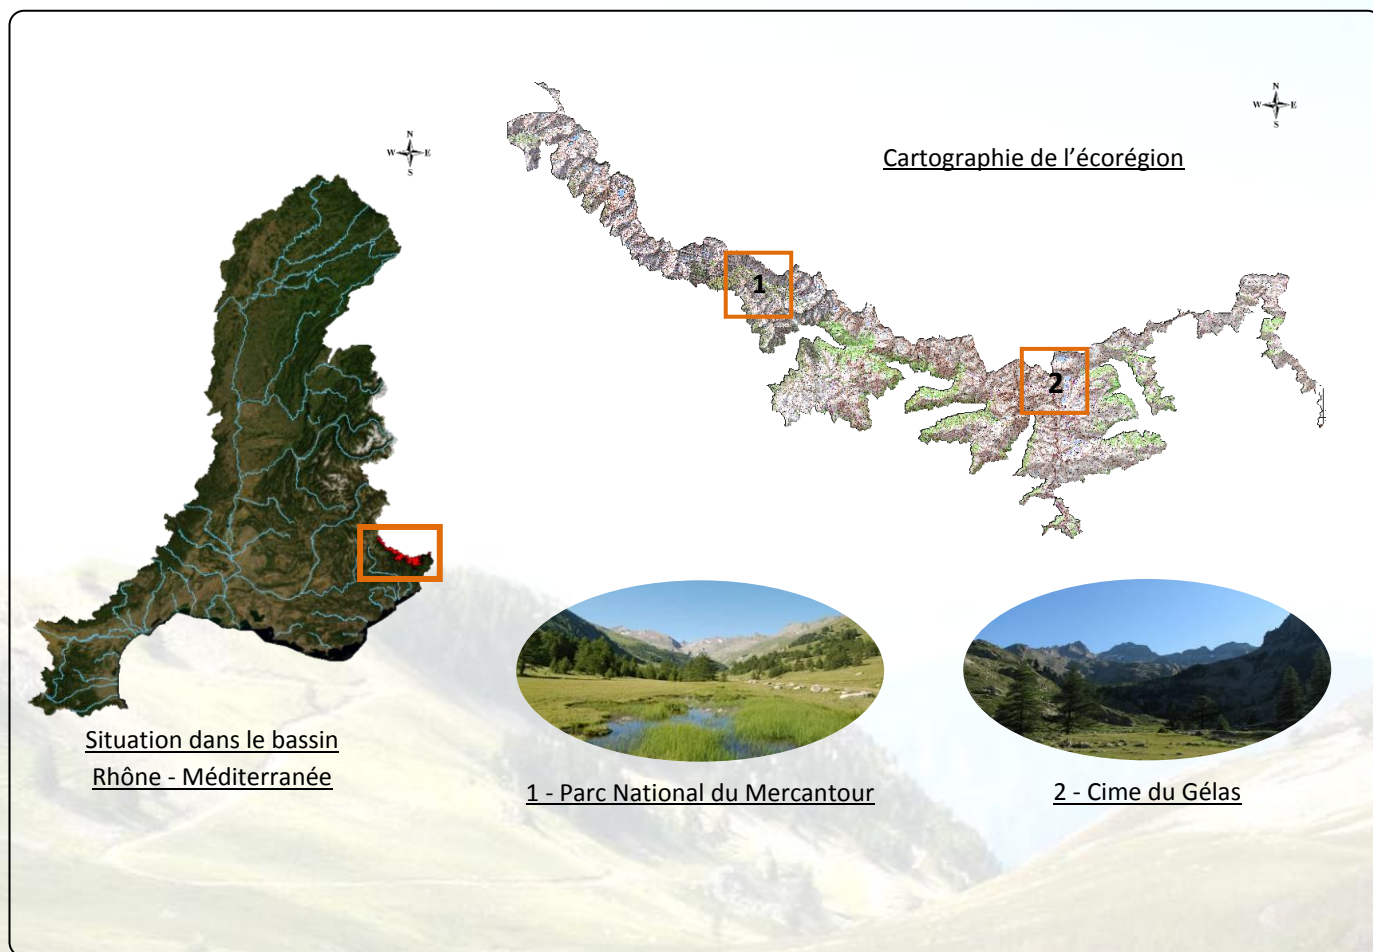 N
W E
S
N
W E
S
Cartographie de l'écorégion
1
2
Situation dans le bassin
Rhône - Méditerranée
1 - Parc National du Mercantour
2 - Cime du Gélas